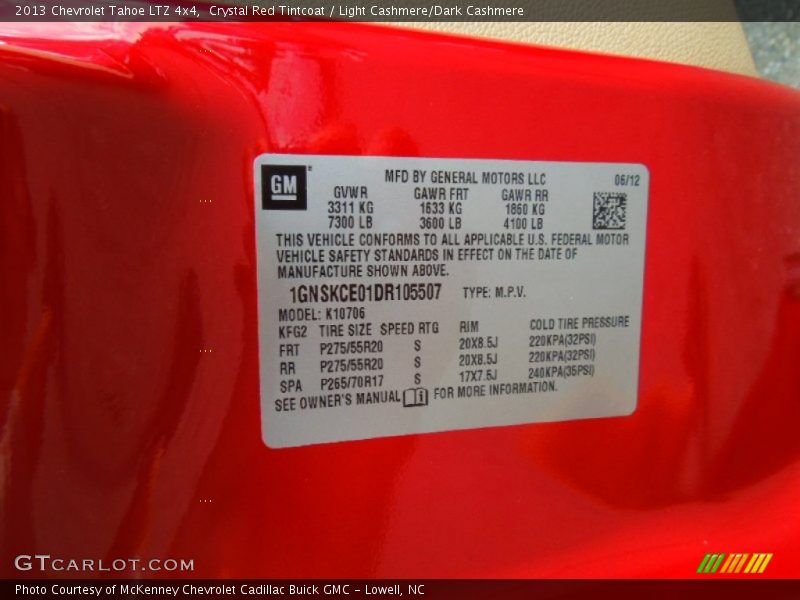 2013 Chevrolet Tahoe LTZ 4x4,  Crystal Red Tintcoat / Light Cashmere/Dark Cashmere
GM
MFD BY GENERAL MOTORS LLC 06/12
GVWR GAWR FRT GAWR RR
3311 KG 1633 KG 1860 KG
7300 LB 3600 LB 4100 LB
THIS VEHICLE CONFORMS TO ALL APPLICABLE U.S. FEDERAL MOTOR
VEHICLE SAFETY STANDARDS IN EFFECT ON THE DATE OF
MANUFACTURE SHOWN ABOVE.
1GNSKCE01DR105507 TYPE: M.P.V.
MODEL: K10706
KFG2 TIRE SIZE SPEED RTG RIM COLD TIRE PRESSURE
FRT P275/55R20 S 20X8.5J 220KPA(32PSI)
RR P275/55R20 S 20X8.5J 220KPA(32PSI)
SPA P265/70R17 S 17X7.5J 240KPA(35PSI)
SEE OWNER'S MANUAL FOR MORE INFORMATION.
GTCARLOT.COM
Photo Courtesy of McKenney Chevrolet Cadillac Buick GMC - Lowell, NC